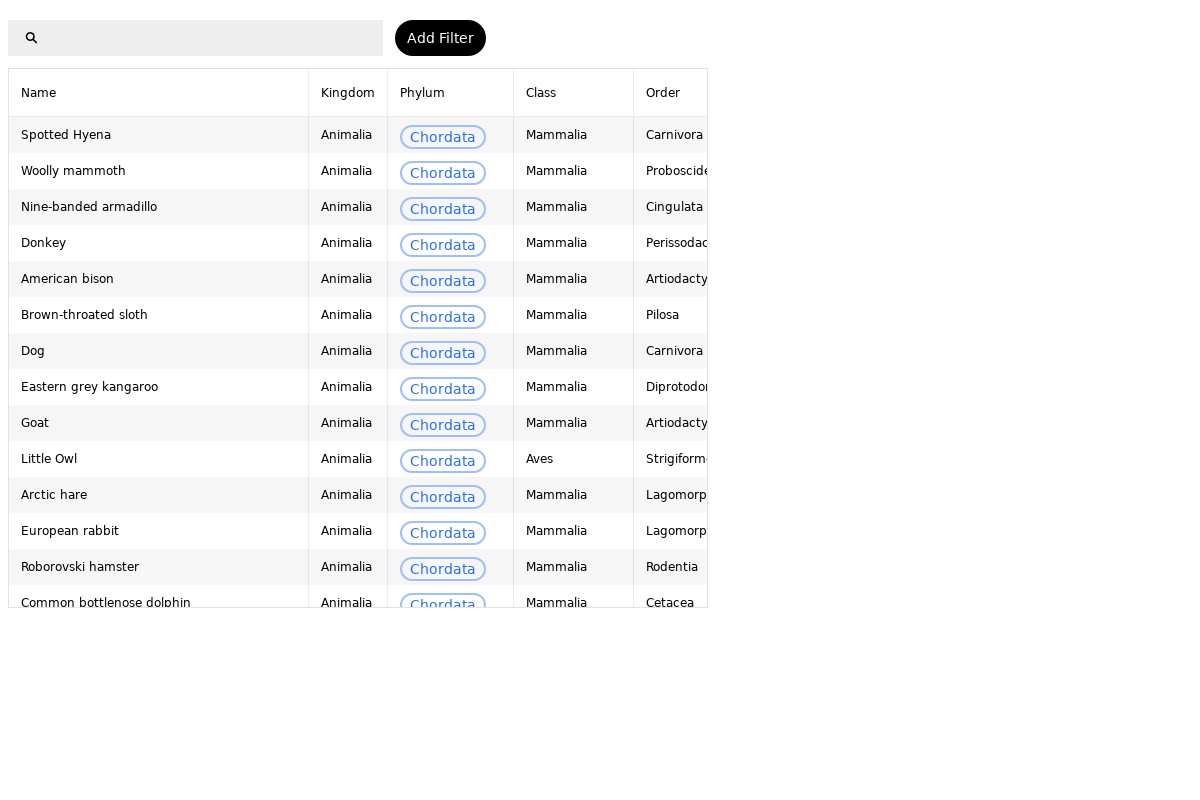 Add Filter
Name Kingdom Phylum Class Order
Spotted Hyena Animalia Chordata Mammalia Carnivora
Woolly mammoth Animalia Chordata Mammalia Proboscide
Nine-banded armadillo Animalia Chordata Mammalia Cingulata
Donkey Animalia Chordata Mammalia Perissodac
American bison Animalia Chordata Mammalia Artiodacty
Brown-throated sloth Animalia Chordata Mammalia Pilosa
Dog Animalia Chordata Mammalia Carnivora
Eastern grey kangaroo Animalia Chordata Mammalia Diprotodon
Goat Animalia Chordata Mammalia Artiodacty
Little Owl Animalia Chordata Aves Strigiform
Arctic hare Animalia Chordata Mammalia Lagomorp
European rabbit Animalia Chordata Mammalia Lagomorp
Roborovski hamster Animalia Chordata Mammalia Rodentia
Common bottlenose dolphin Animalia Chordata Mammalia Cetacea